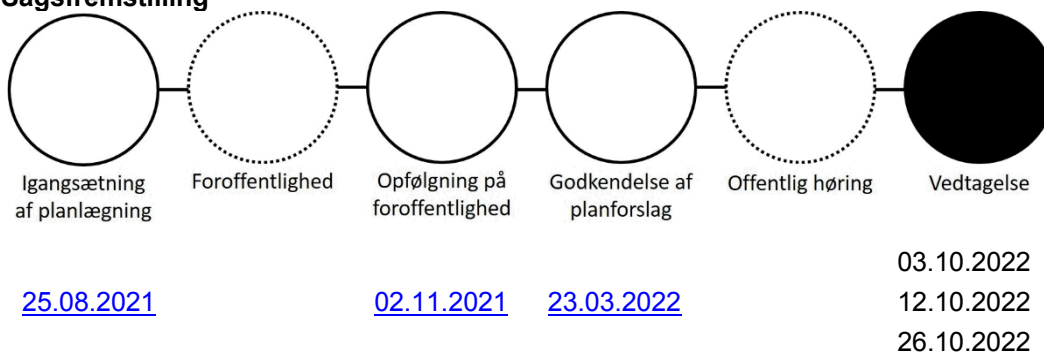 Sagsfremstilling
Igangsætning
af planlægning
Foroffentlighed
Opfølgning på
foroffentlighed
Godkendelse af
planforslag
Offentlig høring
Vedtagelse
03.10.2022
25.08.2021 02.11.2021 23.03.2022 12.10.2022
26.10.2022